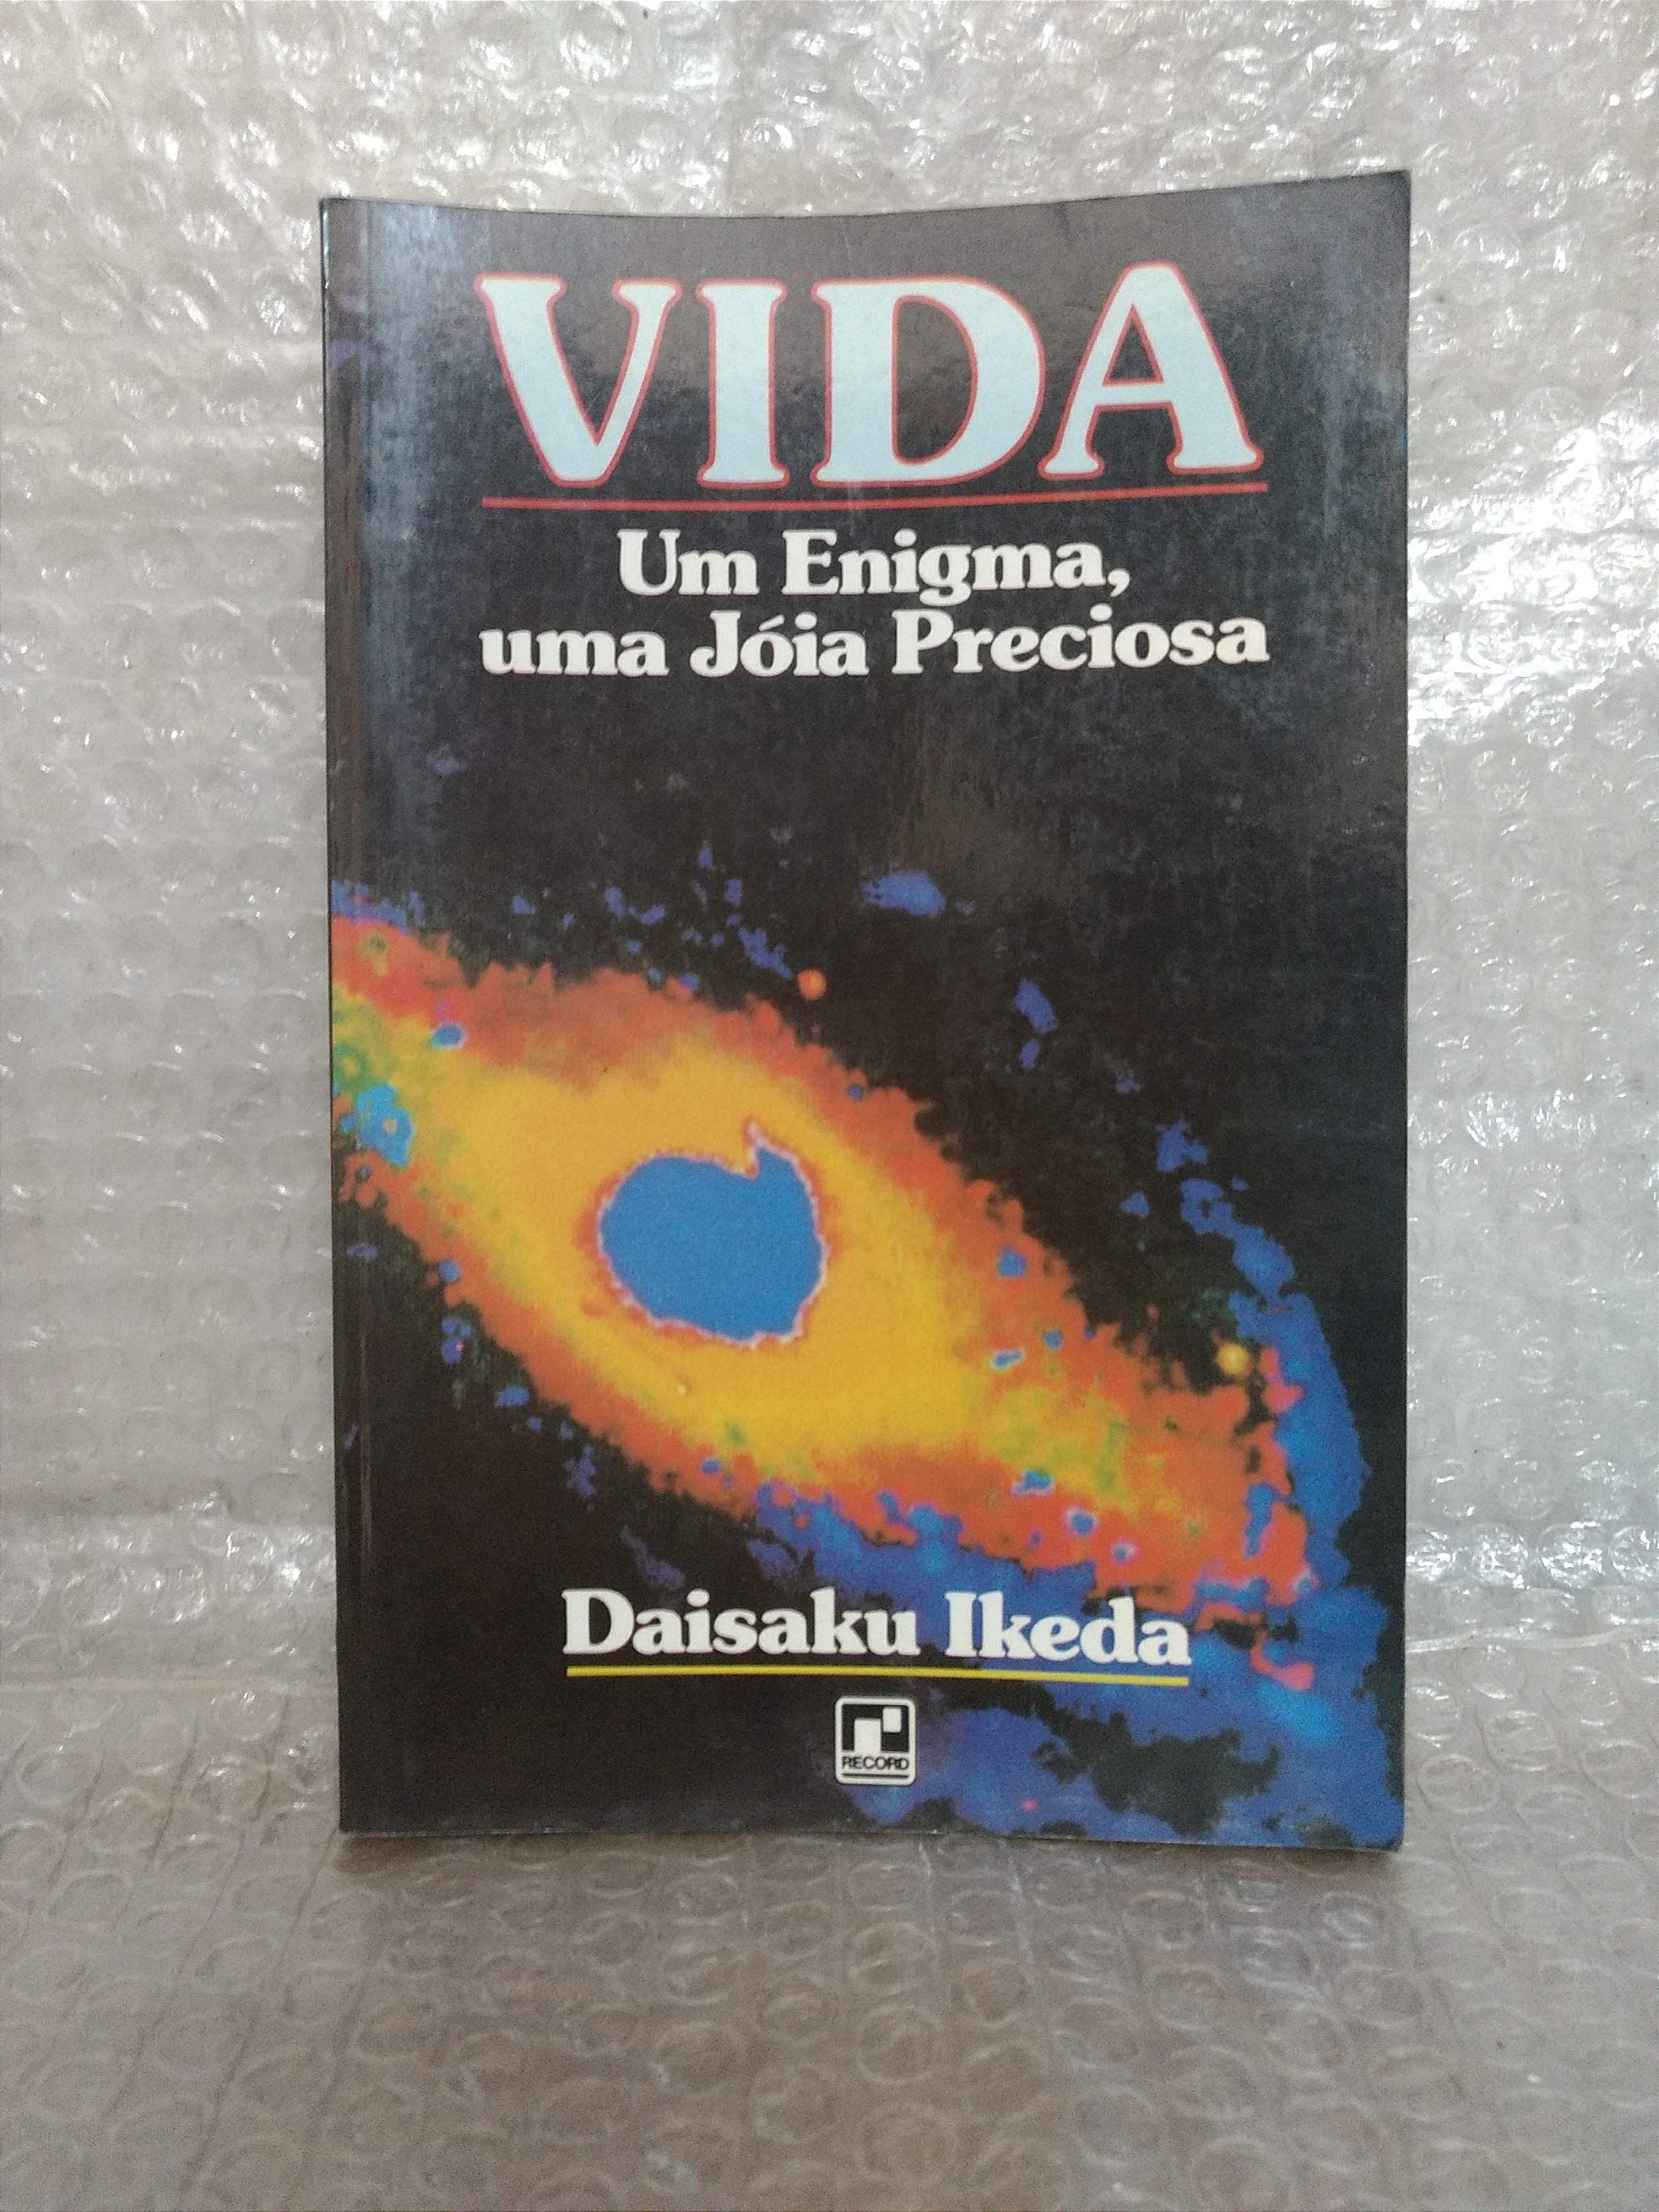 VIDA
Um Enigma,
uma Jóia Preciosa
Daisaku Ikeda
RECORD